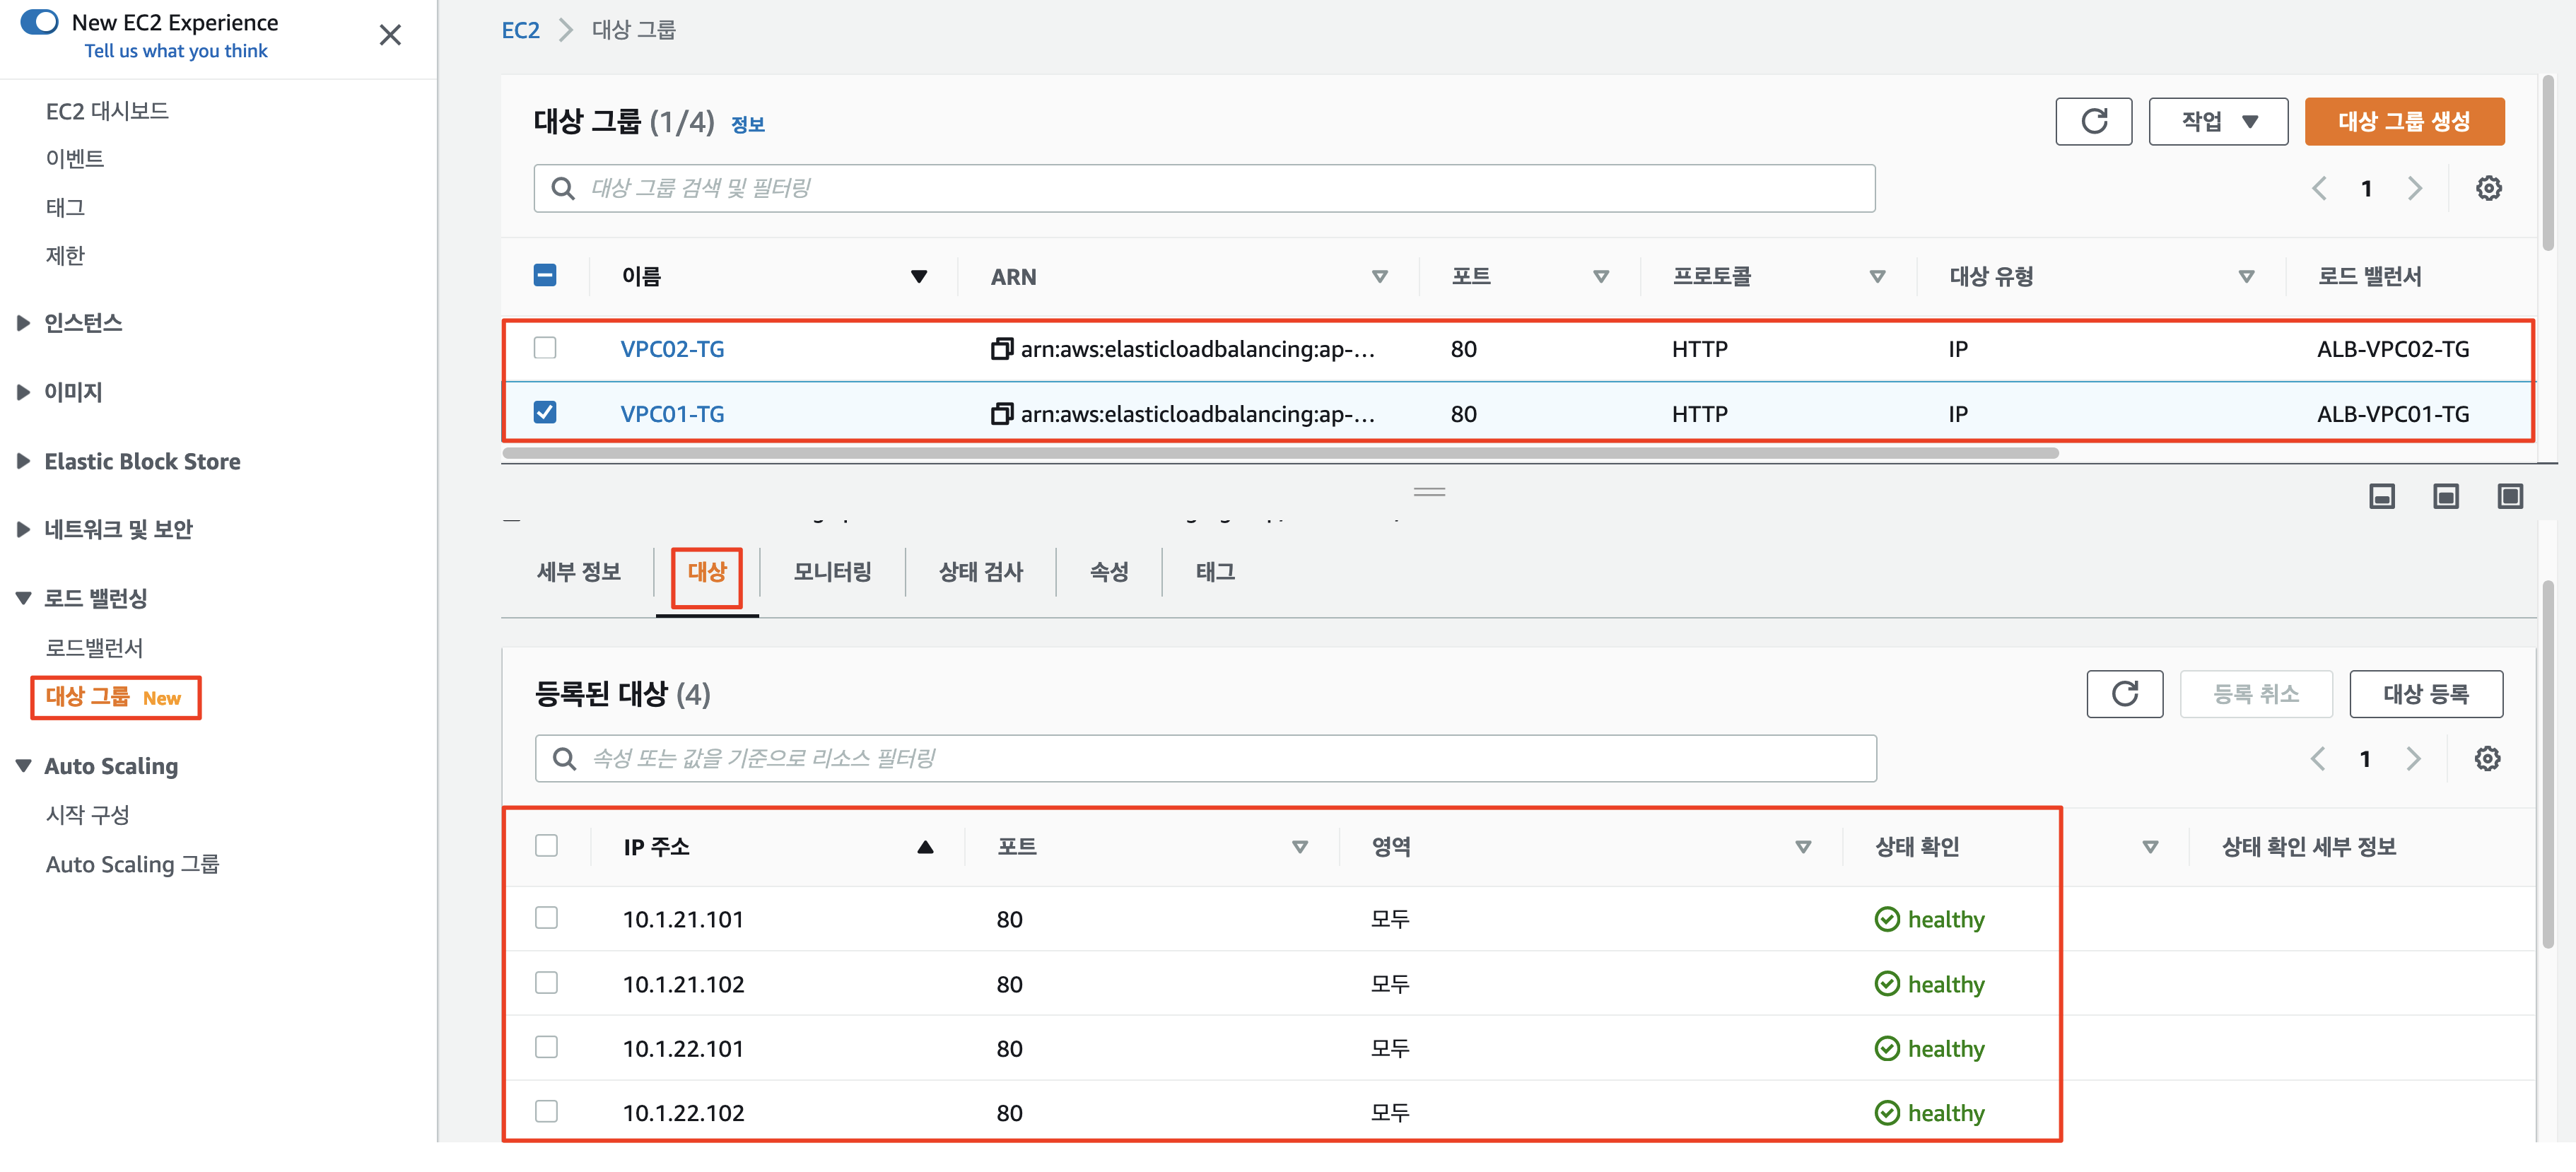 New EC2 Experience
Tell us what you think
EC2 대시보드
이벤트
태그
제한
인스턴스
이미지
Elastic Block Store
네트워크 및 보안
로드 밸런싱
로드밸런서
대상 그룹 New
Auto Scaling
시작 구성
Auto Scaling 그룹
EC2 대상 그룹
대상 그룹 (1/4) 정보
작업
대상 그룹 생성
대상 그룹 검색 및 필터링
1
이름 ARN 포트 프로토콜 대상 유형 로드 밸런서
VPC02-TG arn:aws:elasticloadbalancing:ap-... 80 HTTP IP ALB-VPC02-TG
VPC01-TG arn:aws:elasticloadbalancing:ap-... 80 HTTP IP ALB-VPC01-TG
세부 정보 대상 모니터링 상태 검사 속성 태그
등록된 대상 (4)
등록 취소
대상 등록
속성 또는 값을 기준으로 리소스 필터링
1
IP 주소 포트 영역 상태 확인 상태 확인 세부 정보
10.1.21.101 80 모두 healthy
10.1.21.102 80 모두 healthy
10.1.22.101 80 모두 healthy
10.1.22.102 80 모두 healthy